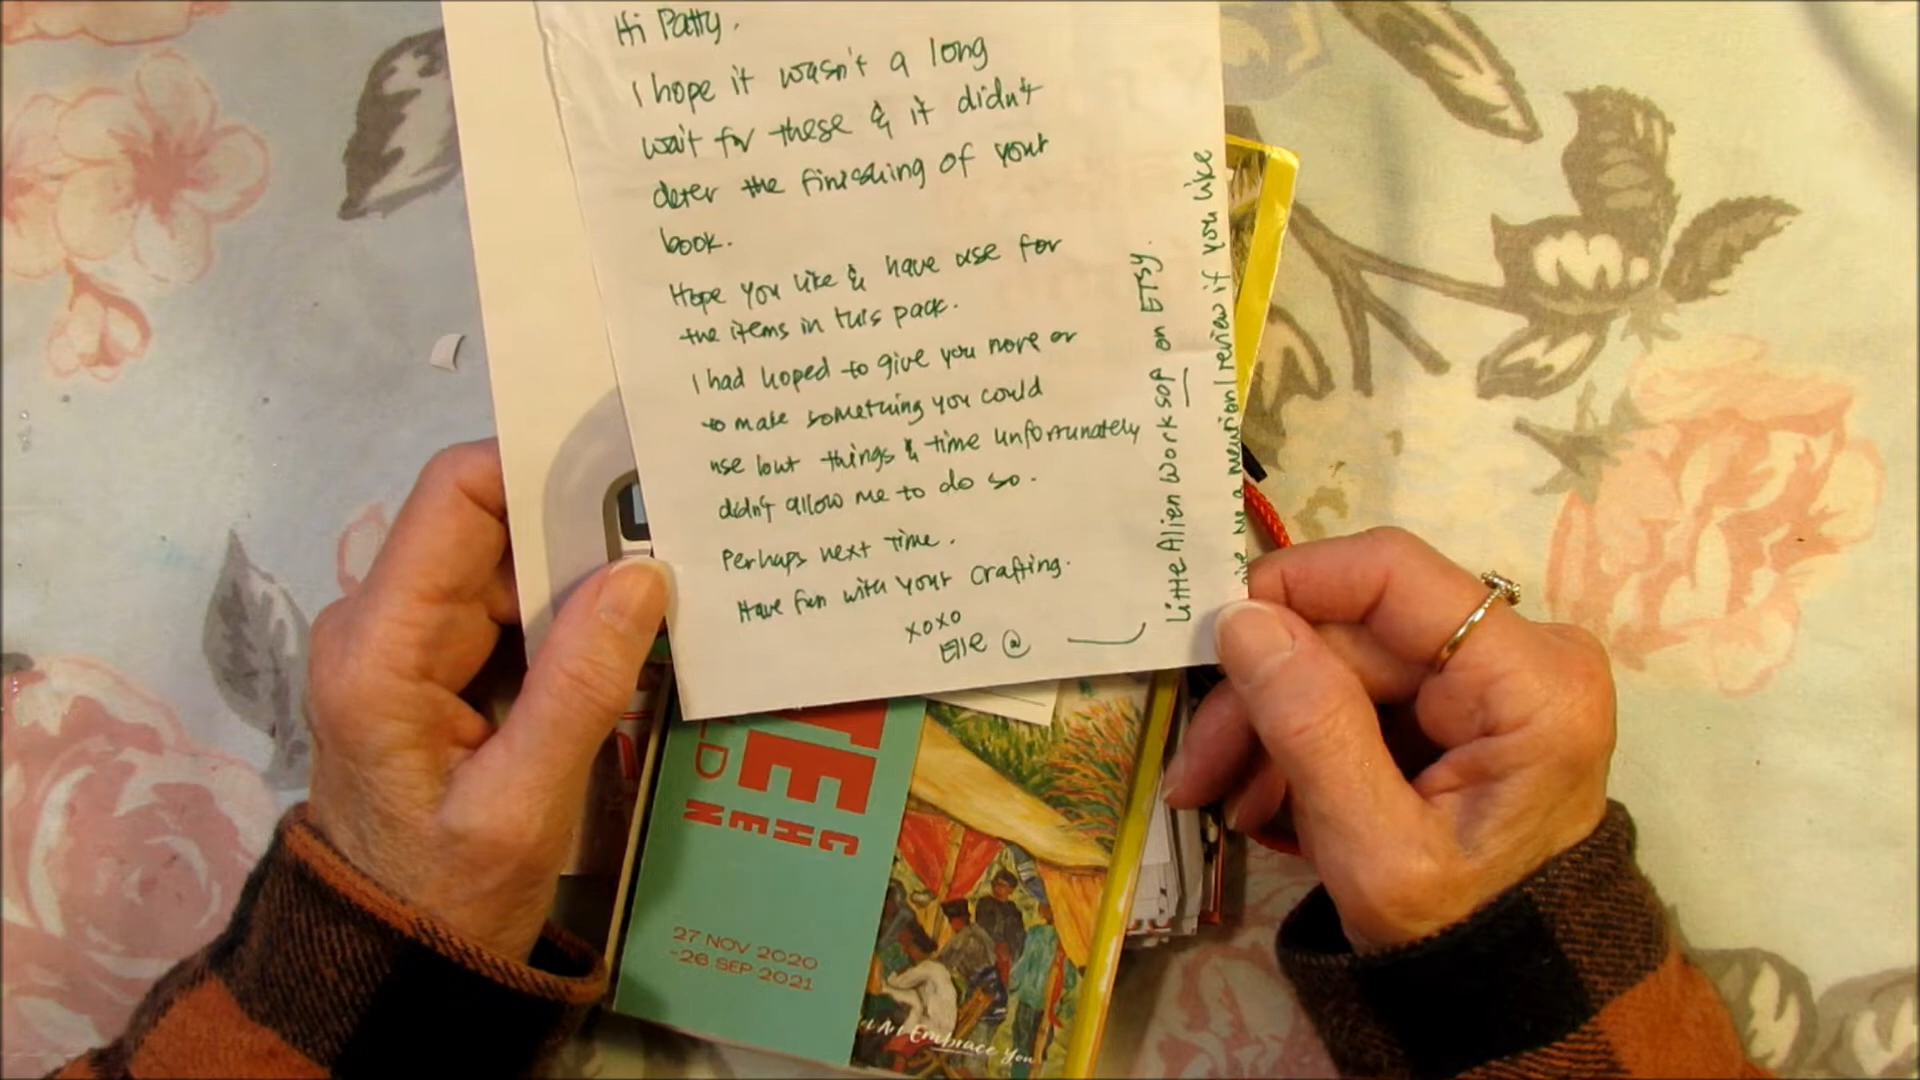 Hi Patty.
I hope it wasn't a long
wait for these & it didn't
deter the finishing of your
book.
Hope you like & have use for
the items in this pack.
I had hoped to give you more or
to make something you could
use but things & time unfortunately
didn't allow me to do so.
Perhaps next time.
Have fun with your crafting.
xoxo
Elle @
Little Alien Worksop on ETSY.
me a mention/review if you like
CHEN
27 NOV 2020
-26 SEP 2021
Art Embrace You